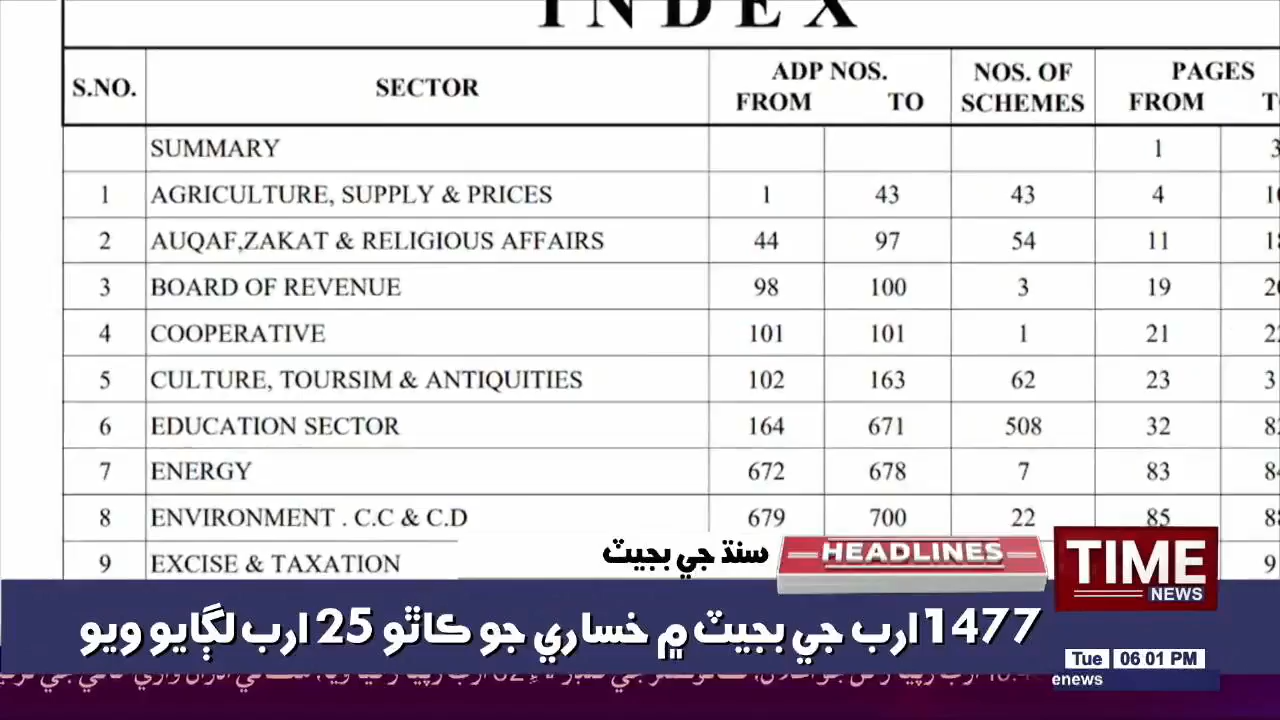 INDEX
S.NO. SECTOR ADP NOS. FROM TO NOS. OF SCHEMES PAGES FROM
SUMMARY 1
1 AGRICULTURE, SUPPLY & PRICES 1 43 43 4
2 AUQAF,ZAKAT & RELIGIOUS AFFAIRS 44 97 54 11
3 BOARD OF REVENUE 98 100 3 19
4 COOPERATIVE 101 101 1 21
5 CULTURE, TOURSIM & ANTIQUITIES 102 163 62 23
6 EDUCATION SECTOR 164 671 508 32
7 ENERGY 672 678 7 83
8 ENVIRONMENT . C.C & C.D 679 700 22 85
9 EXCISE & TAXATION
سنڌ جي بجيٽ
HEADLINES
TIME
NEWS
1477 ارب جي بجيٽ ۾ خساري جو ڪاٿو 25 ارب لڳايو ويو
Tue 06 01 PM
enews